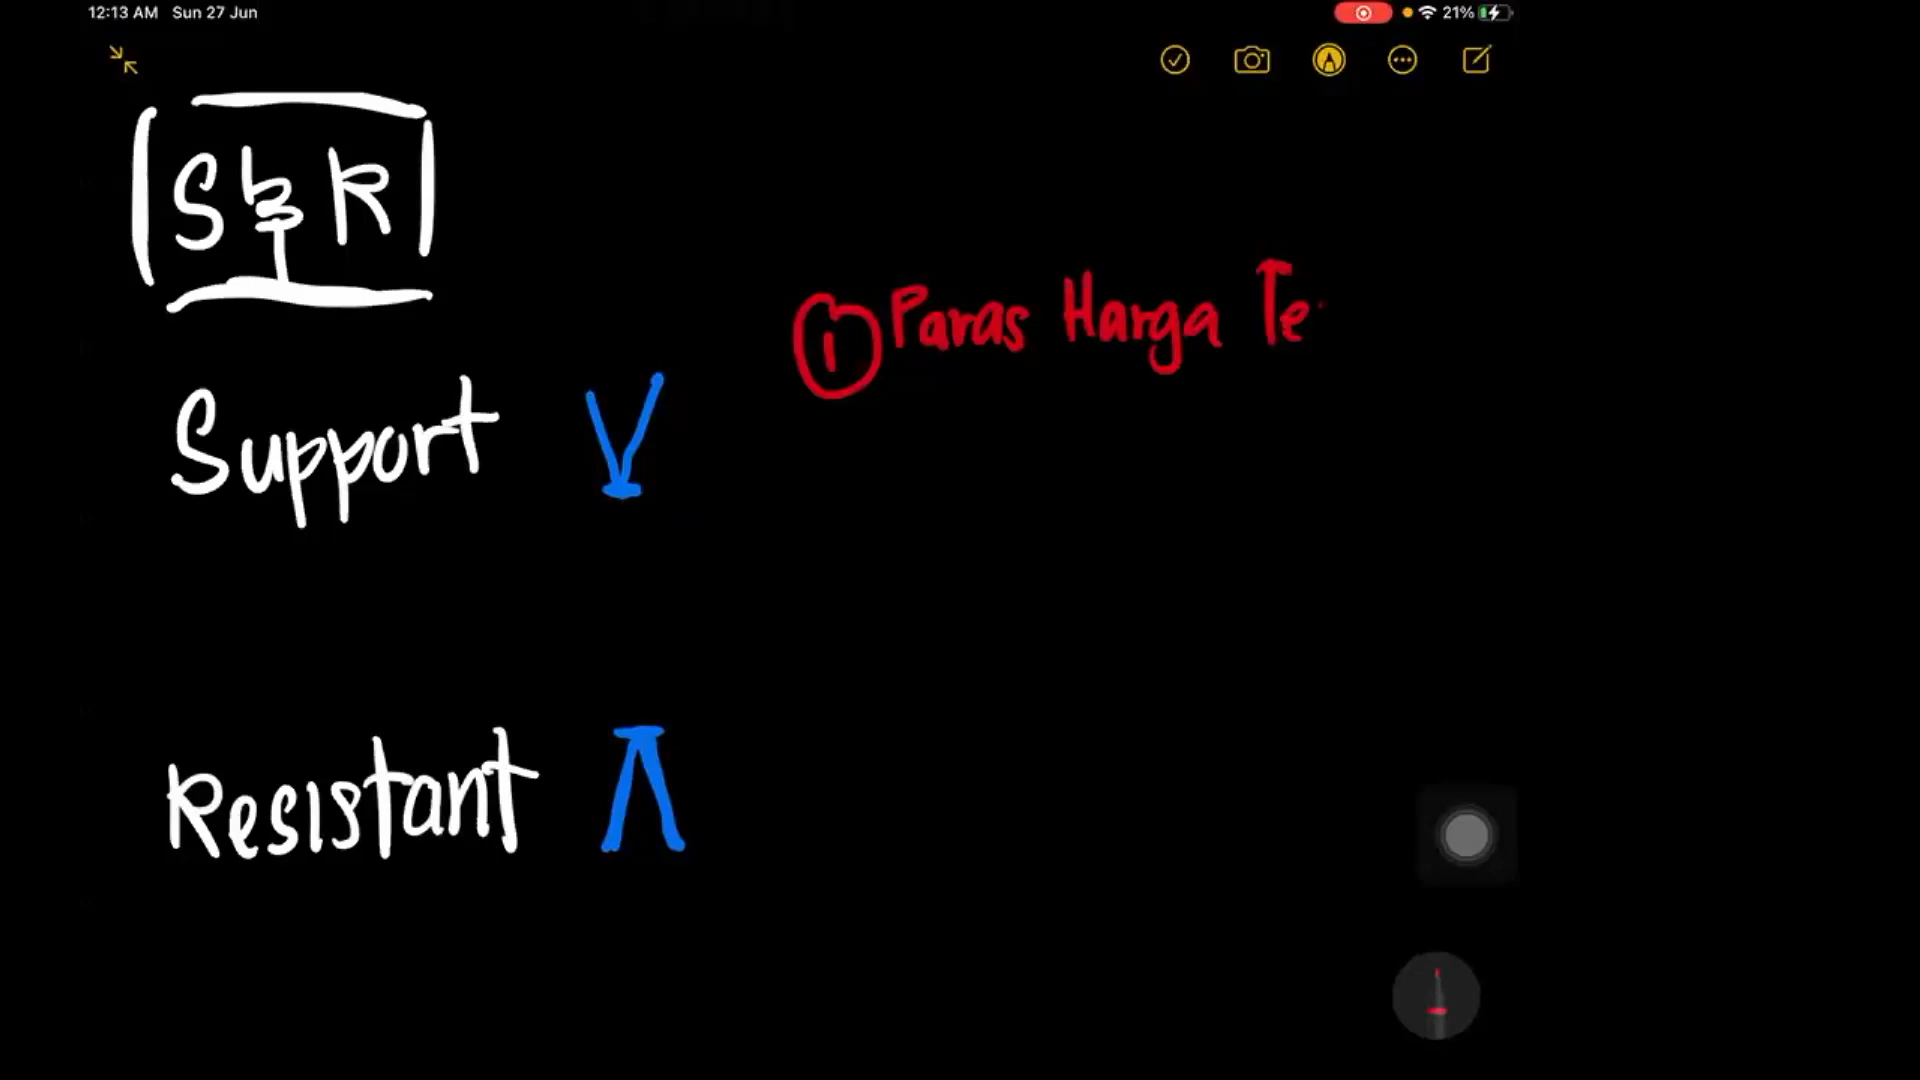 12:13 AM Sun 27 Jun
21%
S & R
① Paras Harga Te
Support
Resistant